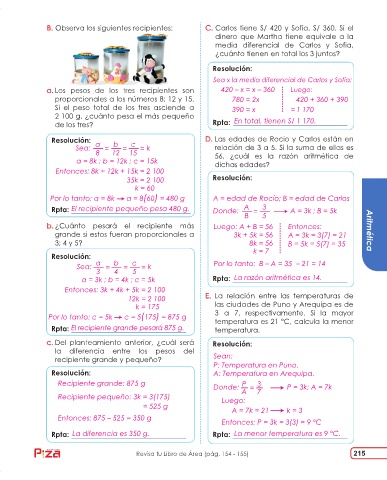 B. Observa los siguientes recipientes:
a. Los pesos de los tres recipientes son
proporcionales a los números 8; 12 y 15.
Si el peso total de los tres asciende a
2 100 g, ¿cuánto pesa el más pequeño
de los tres?
Resolución:
Sea: a/8 = b/12 = c/15 = k
a = 8k ; b = 12k ; c = 15k
Entonces: 8k + 12k + 15k = 2 100
35k = 2 100
k = 60
Por lo tanto: a = 8k → a = 8(60) = 480 g
Rpta: El recipiente pequeño pesa 480 g.
b. ¿Cuánto pesará el recipiente más
grande si estos fueran proporcionales a
3; 4 y 5?
Resolución:
Sea: a/3 = b/4 = c/5 = k
a = 3k ; b = 4k ; c = 5k
Entonces: 3k + 4k + 5k = 2 100
12k = 2 100
k = 175
Por lo tanto: c = 5k → c = 5(175) = 875 g
Rpta: El recipiente grande pesará 875 g.
c. Del planteamiento anterior, ¿cuál será
la diferencia entre los pesos del
recipiente grande y pequeño?
Resolución:
Recipiente grande: 875 g
Recipiente pequeño: 3k = 3(175)
= 525 g
Entonces: 875 – 525 = 350 g
Rpta: La diferencia es 350 g.
C. Carlos tiene S/ 420 y Sofía, S/ 360. Si el
dinero que Martha tiene equivale a la
media diferencial de Carlos y Sofía,
¿cuánto tienen en total los 3 juntos?
Resolución:
Sea x la media diferencial de Carlos y Sofía:
420 – x = x – 360 Luego:
780 = 2x 420 + 360 + 390
390 = x = 1 170
Rpta: En total, tienen S/ 1 170.
D. Las edades de Rocío y Carlos están en
relación de 3 a 5. Si la suma de ellas es
56, ¿cuál es la razón aritmética de
dichas edades?
Resolución:
A = edad de Rocío; B = edad de Carlos
Donde: A/B = 3/5 → A = 3k ; B = 5k
Luego: A + B = 56 Entonces:
3k + 5k = 56 A = 3k = 3(7) = 21
8k = 56 B = 5k = 5(7) = 35
k = 7
Por lo tanto: B – A = 35 – 21 = 14
Rpta: La razón aritmética es 14.
E. La relación entre las temperaturas de
las ciudades de Puno y Arequipa es de
3 a 7, respectivamente. Si la mayor
temperatura es 21 °C, calcula la menor
temperatura.
Resolución:
Sean:
P: Temperatura en Puno.
A: Temperatura en Arequipa.
Donde: P/A = 3/7 → P = 3k; A = 7k
Luego:
A = 7k = 21 → k = 3
Entonces: P = 3k = 3(3) = 9 °C
Rpta: La menor temperatura es 9 °C.
Aritmética
Pizza
Revisa tu Libro de Área (pág. 154 - 155)
215